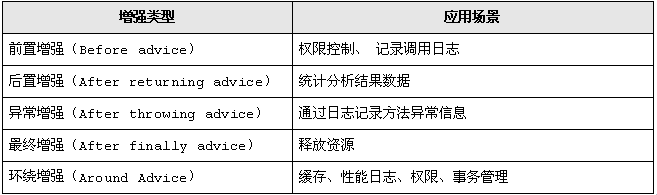 增强类型 应用场景
前置增强（Before advice） 权限控制、 记录调用日志
后置增强（After returning advice） 统计分析结果数据
异常增强（After throwing advice） 通过日志记录方法异常信息
最终增强（After finally advice） 释放资源
环绕增强（Around Advice） 缓存、性能日志、权限、事务管理